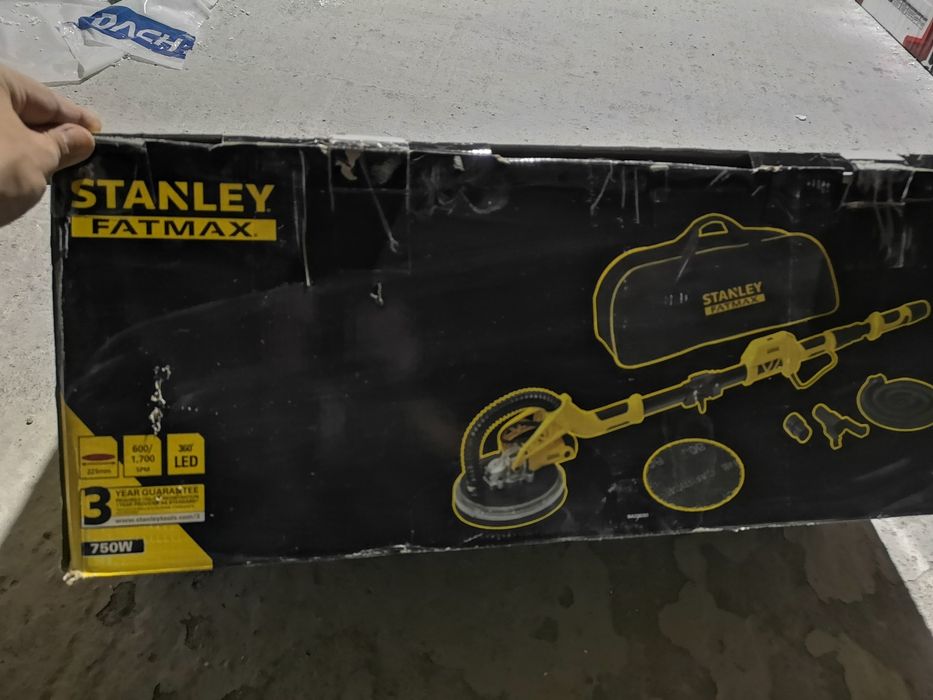 DACH
STANLEY
FATMAX
STANLEY
FATMAX
225mm
600/
1.700
SPM
360°
LED
3
YEAR GUARANTEE
www.stanleytools.com/3
750W